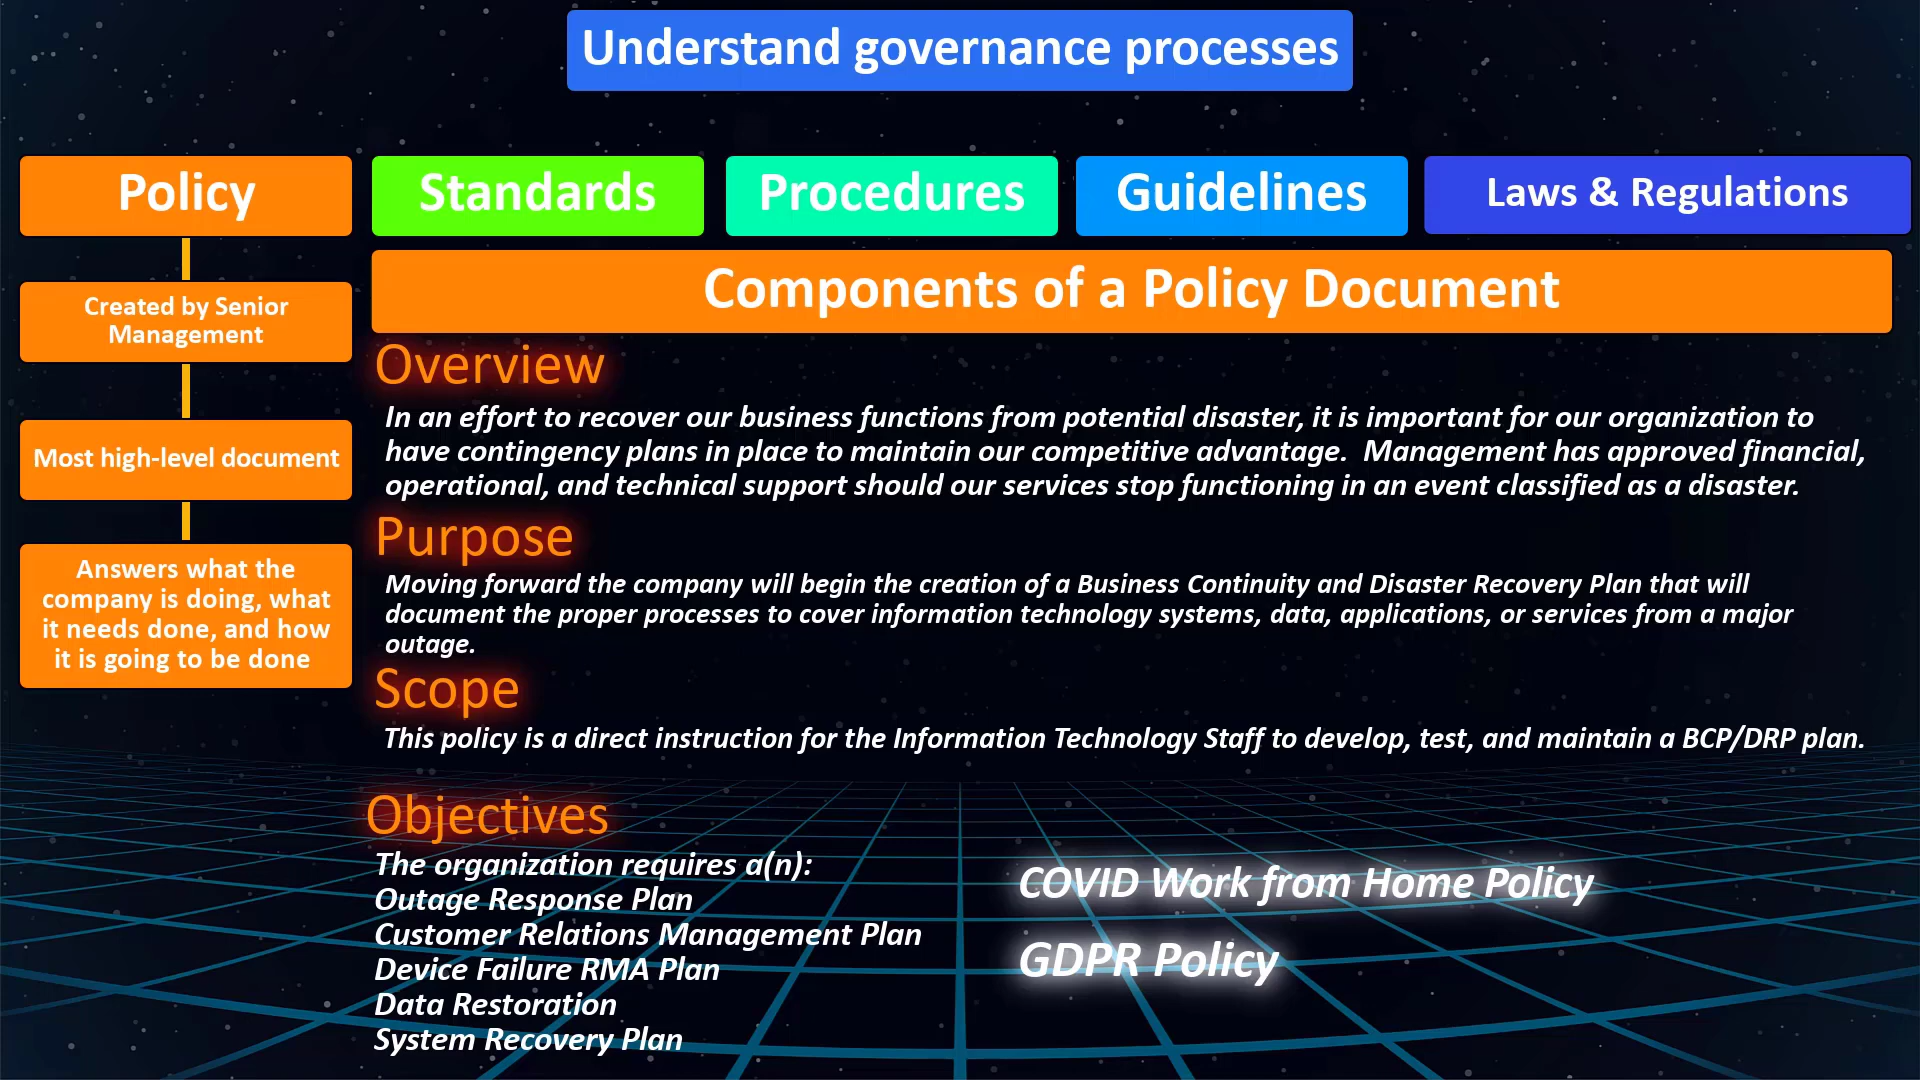 Understand governance processes
Policy
Standards
Procedures
Guidelines
Laws & Regulations
Created by Senior
Management
Most high-level document
Answers what the
company is doing, what
it needs done, and how
it is going to be done
Components of a Policy Document
Overview
In an effort to recover our business functions from potential disaster, it is important for our organization to
have contingency plans in place to maintain our competitive advantage.  Management has approved financial,
operational, and technical support should our services stop functioning in an event classified as a disaster.
Purpose
Moving forward the company will begin the creation of a Business Continuity and Disaster Recovery Plan that will
document the proper processes to cover information technology systems, data, applications, or services from a major
outage.
Scope
This policy is a direct instruction for the Information Technology Staff to develop, test, and maintain a BCP/DRP plan.
Objectives
The organization requires a(n):
Outage Response Plan
Customer Relations Management Plan
Device Failure RMA Plan
Data Restoration
System Recovery Plan
COVID Work from Home Policy
GDPR Policy